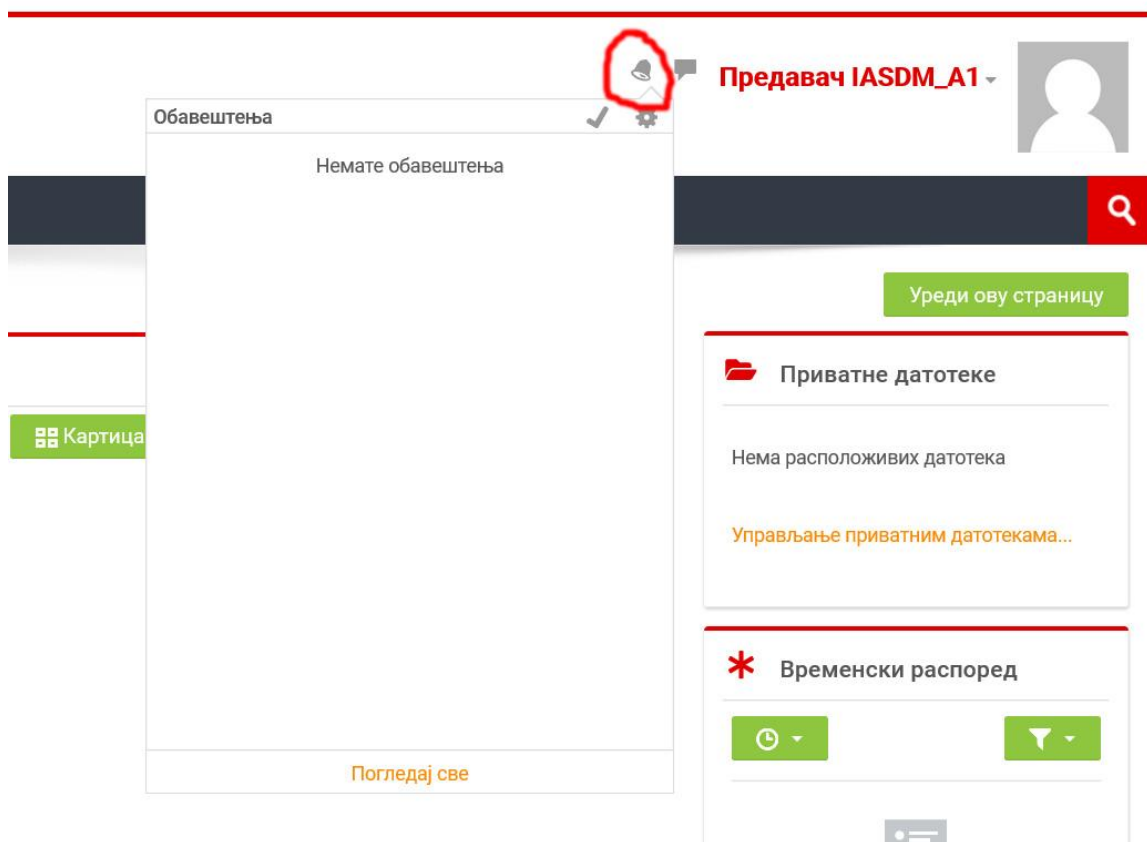 Предавач IASDM_A1
Обавештења
Немате обавештења
Уреди ову страницу
Приватне датотеке
Картица
Нема расположивих датотека
Управљање приватним датотекама...
Временски распоред
Погледај све